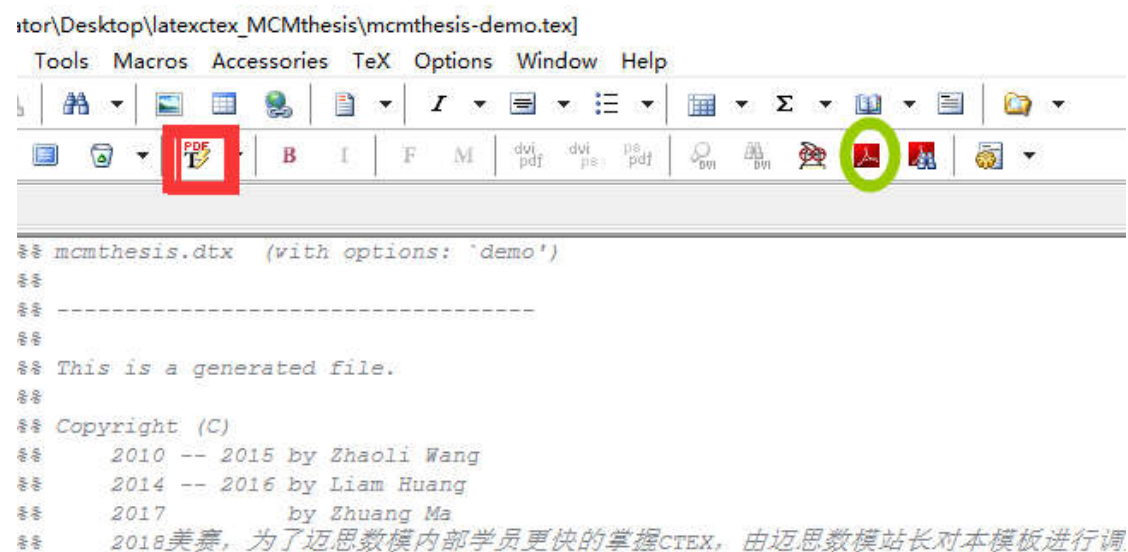 ator\Desktop\latexctex_MCMthesis\mcmthesis-demo.tex]
Tools Macros Accessories TeX Options Window Help
I Σ
PDF T B I F M dvi pdf dvi ps ps pdf DVI DVI
%% mcmthesis.dtx (with options: `demo')
%%
%% -----------------------------------
%%
%% This is a generated file.
%%
%% Copyright (C)
%% 2010 -- 2015 by Zhaoli Wang
%% 2014 -- 2016 by Liam Huang
%% 2017 by Zhuang Ma
%% 2018美赛，为了迈思数模内部学员更快的掌握CTEX，由迈思数模站长对本模板进行调